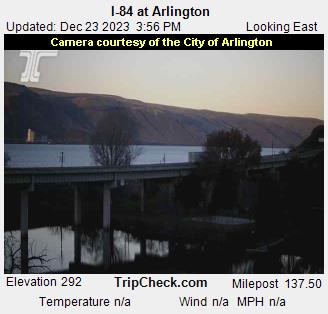 I-84 at Arlington
Updated: Dec 23 2023 3:56 PM Looking East
Camera courtesy of the City of Arlington
Elevation 292 TripCheck.com Milepost 137.50
Temperature n/a Wind n/a MPH n/a